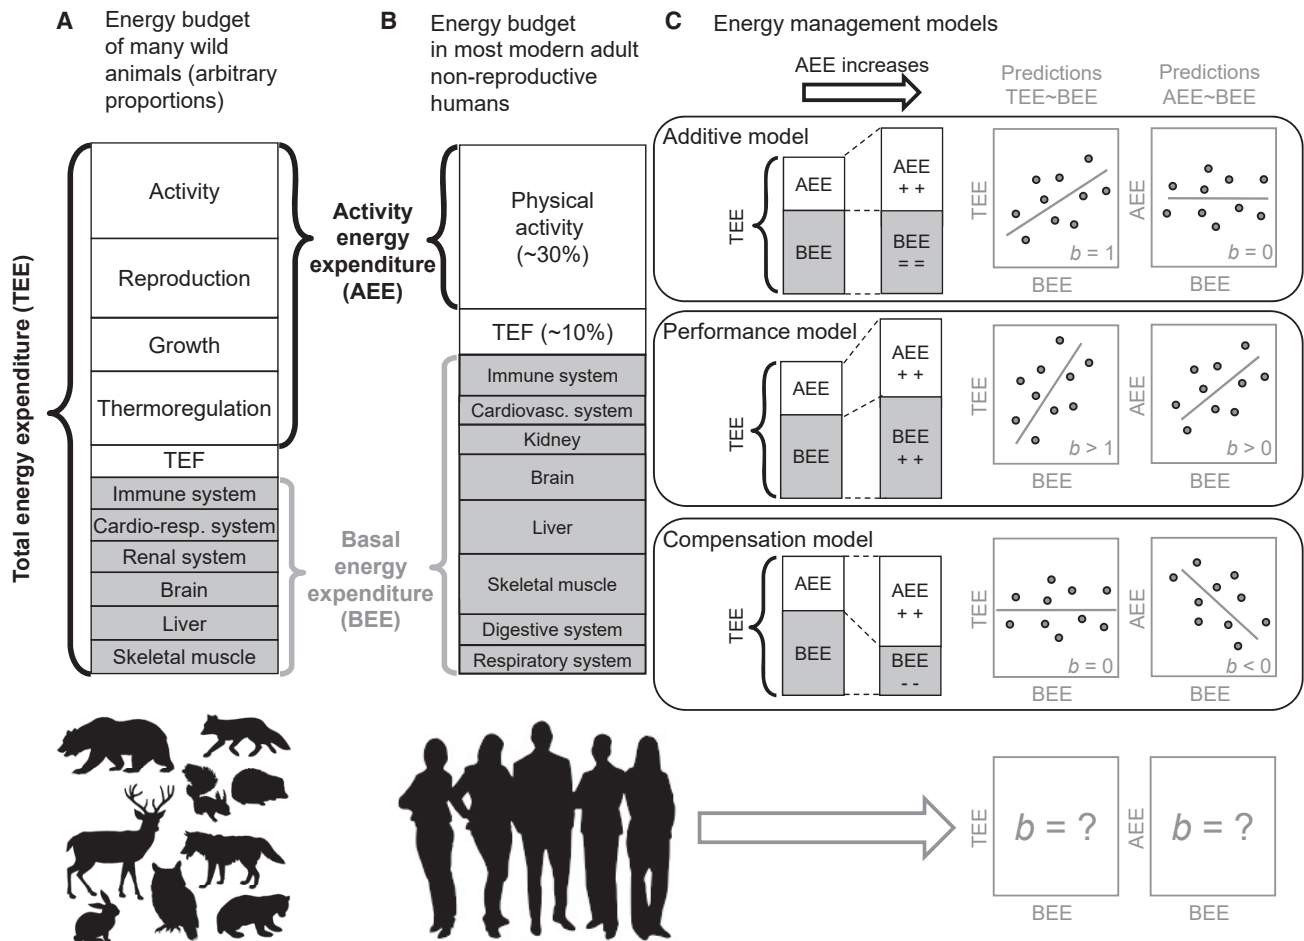 A
Energy budget
of many wild
animals (arbitrary
proportions)
Total energy expenditure (TEE)
Activity
Reproduction
Growth
Thermoregulation
TEF
Immune system
Cardio-resp. system
Renal system
Brain
Liver
Skeletal muscle
Activity
energy
expenditure
(AEE)
Basal
energy
expenditure
(BEE)
B
Energy budget
in most modern adult
non-reproductive
humans
Physical
activity
(~30%)
TEF (~10%)
Immune system
Cardiovasc. system
Kidney
Brain
Liver
Skeletal muscle
Digestive system
Respiratory system
C
Energy management models
AEE increases
Predictions
TEE~BEE
Predictions
AEE~BEE
Additive model
TEE
AEE
BEE
AEE
+ +
BEE
= =
TEE
b = 1
BEE
AEE
b = 0
BEE
Performance model
TEE
AEE
BEE
AEE
+ +
BEE
+ +
TEE
b > 1
BEE
AEE
b > 0
BEE
Compensation model
TEE
AEE
BEE
AEE
+ +
BEE
- -
TEE
b = 0
BEE
AEE
b < 0
BEE
TEE
b = ?
BEE
AEE
b = ?
BEE